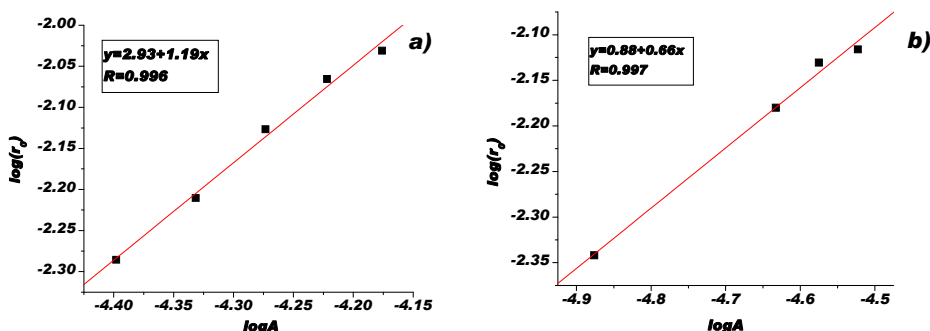 a)
y=2.93+1.19x
R=0.996
-2.00
-2.05
-2.10
-2.15
-2.20
-2.25
-2.30
log(r₀)
-4.40
-4.35
-4.30
-4.25
-4.20
-4.15
logA
b)
y=0.88+0.66x
R=0.997
-2.10
-2.15
-2.20
-2.25
-2.30
-2.35
log(r₀)
-4.9
-4.8
-4.7
-4.6
-4.5
logA